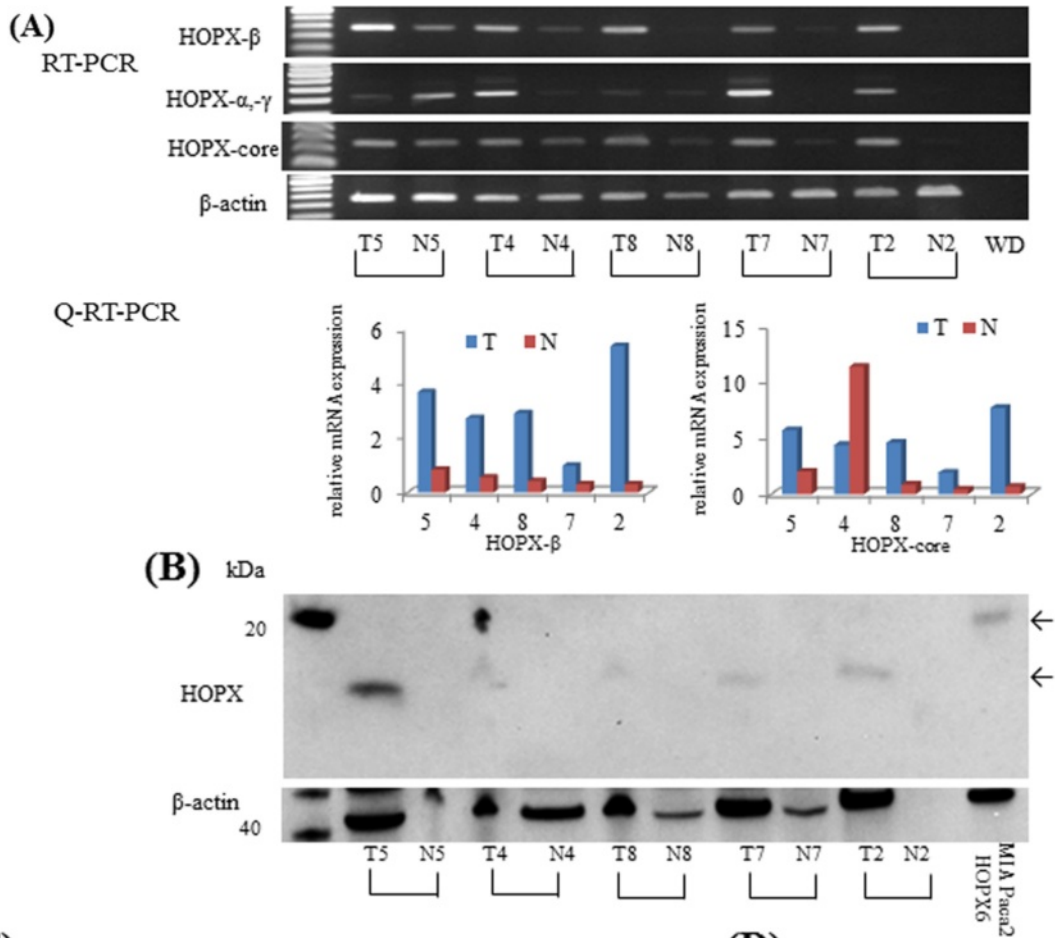 (A)
RT-PCR
HOPX-β
HOPX-α,-γ
HOPX-core
β-actin
T5 N5 T4 N4 T8 N8 T7 N7 T2 N2 WD
Q-RT-PCR
relative mRNA expression
6
4
2
0
T N
5 4 8 7 2
HOPX-β
relative mRNA expression
15
10
5
0
T N
5 4 8 7 2
HOPX-core
(B) kDa
20
HOPX
β-actin
40
T5 N5 T4 N4 T8 N8 T7 N7 T2 N2
MIA Paca2
HOPX6